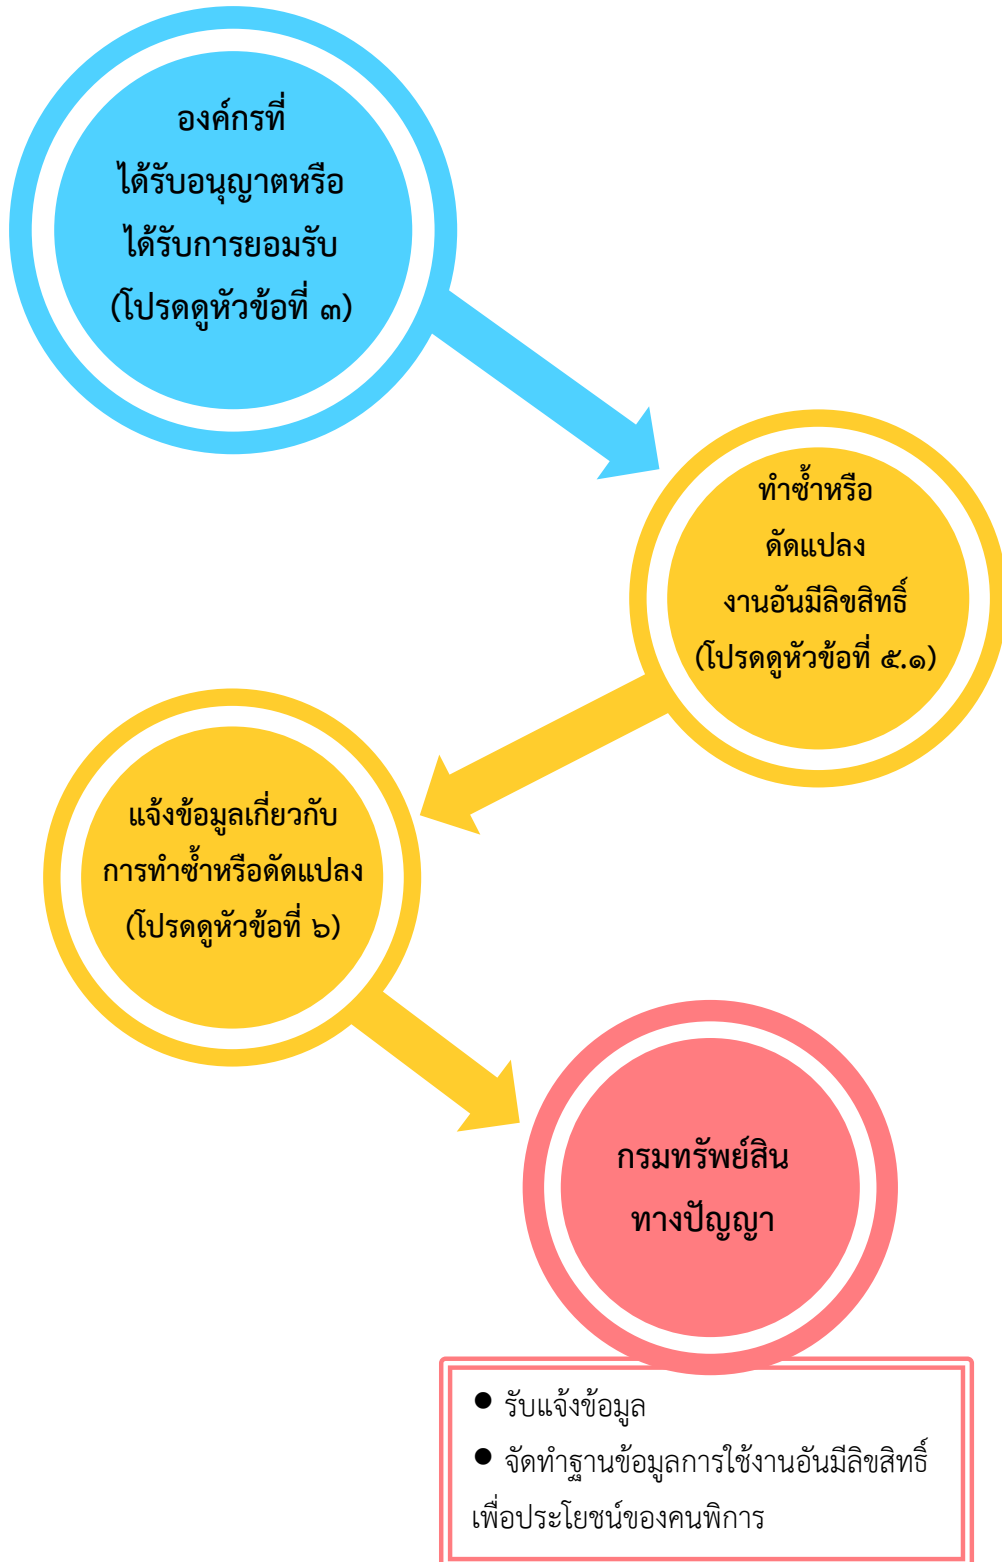 องค์กรที่
ได้รับอนุญาตหรือ
ได้รับการยอมรับ
(โปรดดูหัวข้อที่ ๓)
ทำซ้ำหรือ
ดัดแปลง
งานอันมีลิขสิทธิ์
(โปรดดูหัวข้อที่ ๕.๑)
แจ้งข้อมูลเกี่ยวกับ
การทำซ้ำหรือดัดแปลง
(โปรดดูหัวข้อที่ ๖)
กรมทรัพย์สิน
ทางปัญญา
● รับแจ้งข้อมูล
● จัดทำฐานข้อมูลการใช้งานอันมีลิขสิทธิ์
เพื่อประโยชน์ของคนพิการ